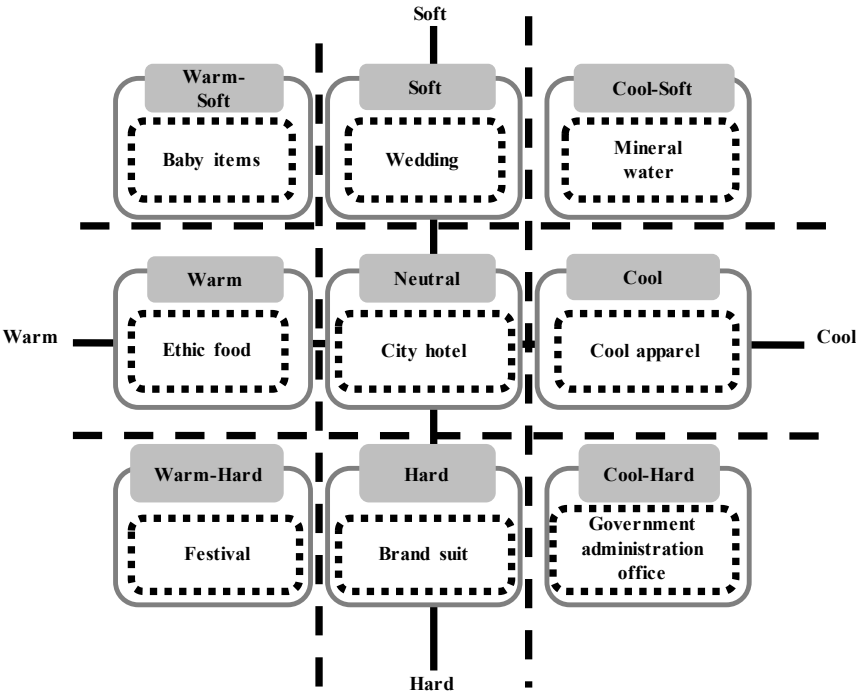 Soft
Warm-
Soft
Soft
Cool-Soft
Baby items
Wedding
Mineral
water
Warm
Neutral
Cool
Warm
Ethic food
City hotel
Cool apparel
Cool
Warm-Hard
Hard
Cool-Hard
Festival
Brand suit
Government
administration
office
Hard